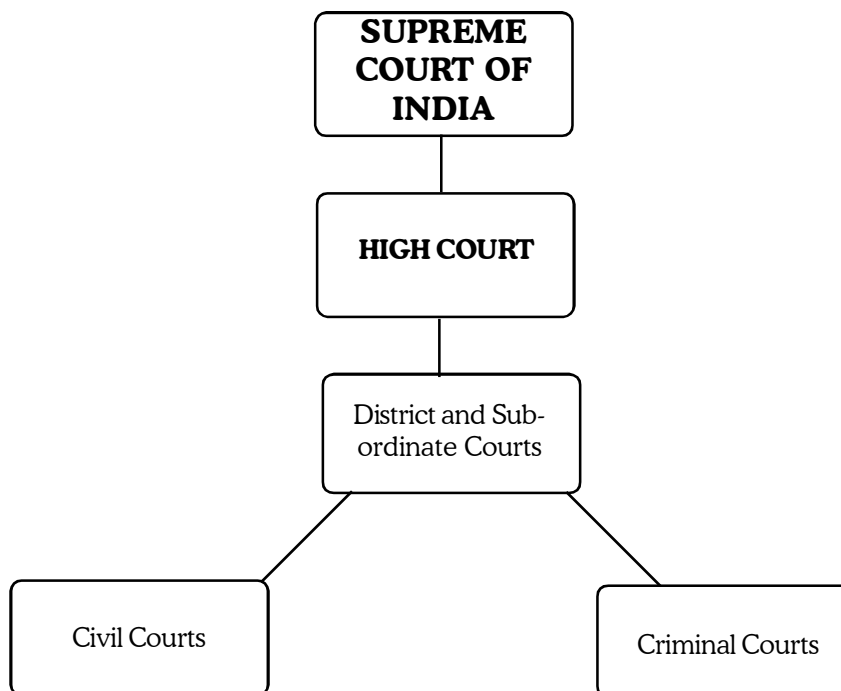 SUPREME
COURT OF
INDIA
HIGH COURT
District and Sub-
ordinate Courts
Civil Courts
Criminal Courts